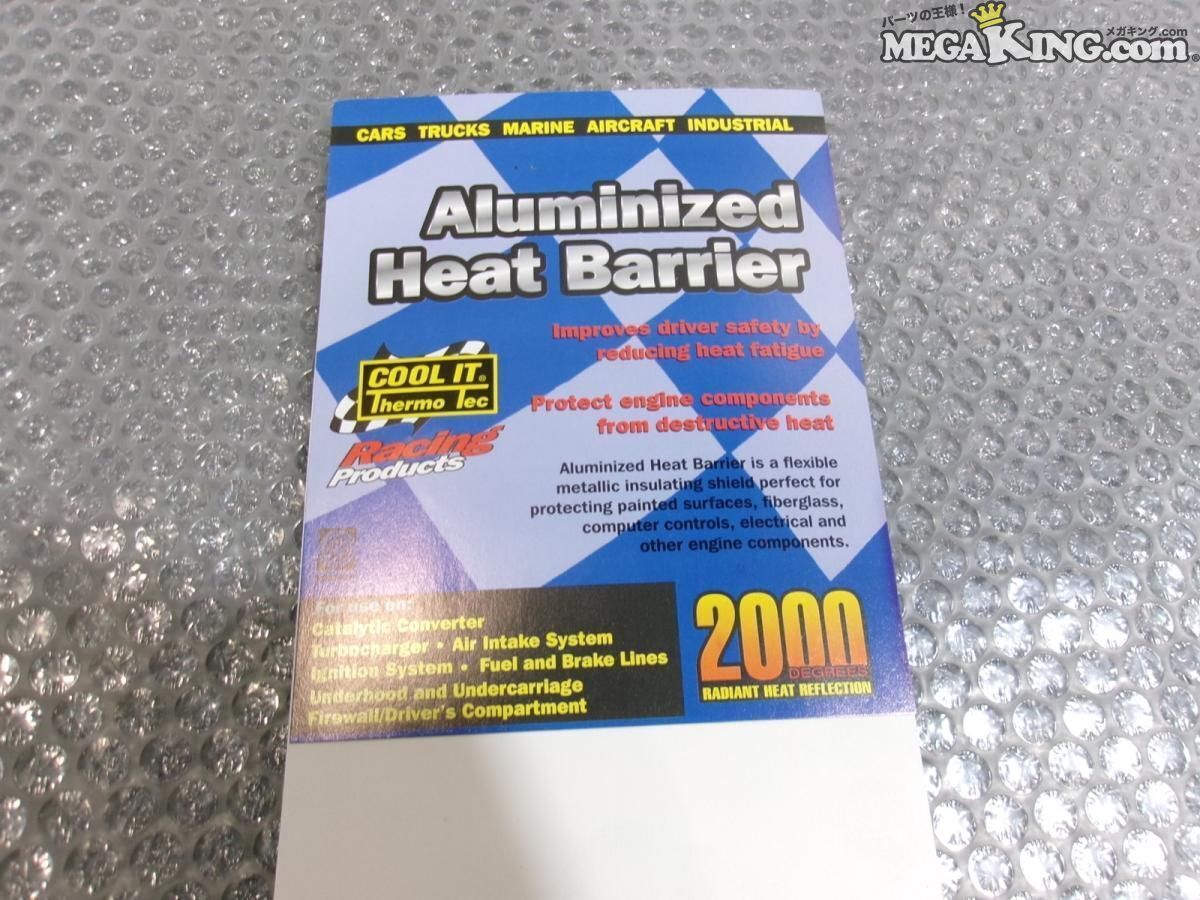 パーツの王様！
メガキング.com
MEGAKING.com®
CARS TRUCKS MARINE AIRCRAFT INDUSTRIAL
Aluminized
Heat Barrier
Improves driver safety by
reducing heat fatigue
COOL IT®
Thermo Tec
Racing
Products
Protect engine components
from destructive heat
Aluminized Heat Barrier is a flexible
metallic insulating shield perfect for
protecting painted surfaces, fiberglass,
computer controls, electrical and
other engine components.
For use on:
Catalytic Converter
Turbocharger • Air Intake System
Ignition System • Fuel and Brake Lines
Underhood and Undercarriage
Firewall/Driver's Compartment
2000
DEGREES
RADIANT HEAT REFLECTION